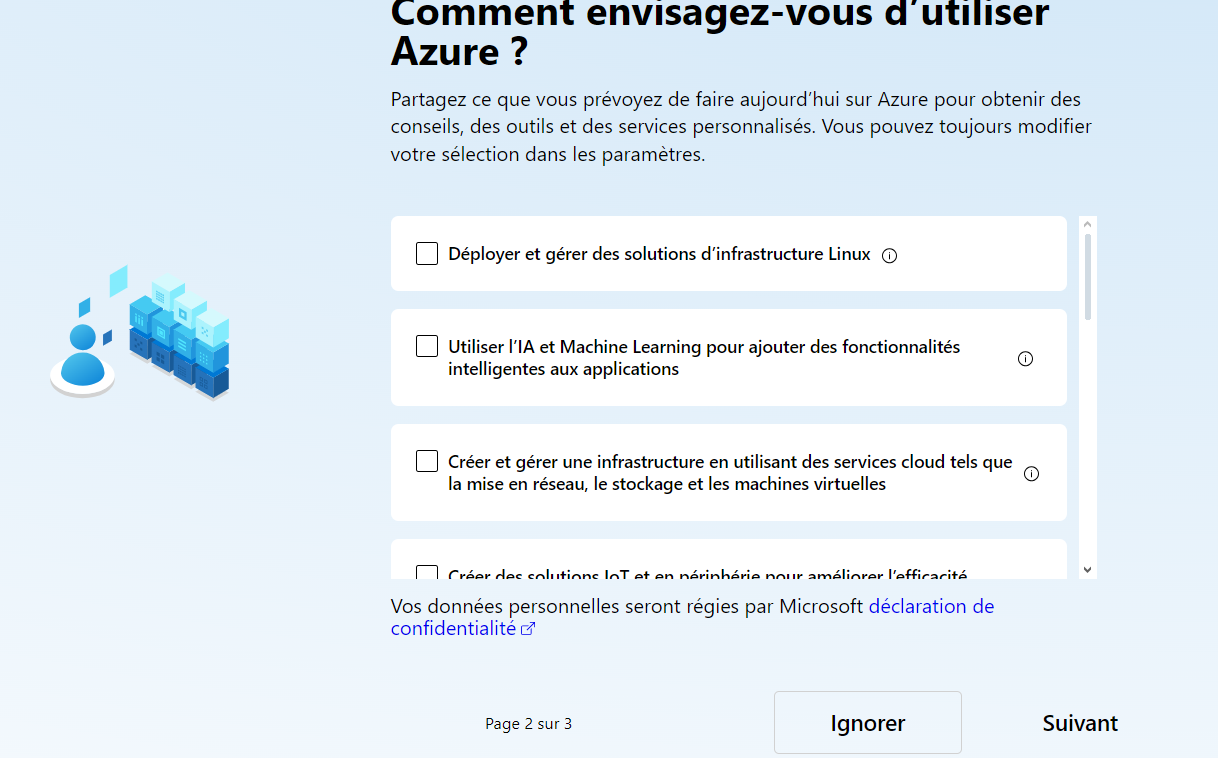 Comment envisagez-vous d’utiliser
Azure ?
Partagez ce que vous prévoyez de faire aujourd’hui sur Azure pour obtenir des
conseils, des outils et des services personnalisés. Vous pouvez toujours modifier
votre sélection dans les paramètres.
Déployer et gérer des solutions d’infrastructure Linux
Utiliser l’IA et Machine Learning pour ajouter des fonctionnalités
intelligentes aux applications
Créer et gérer une infrastructure en utilisant des services cloud tels que
la mise en réseau, le stockage et les machines virtuelles
Créer des solutions IoT et en périphérie pour améliorer l’efficacité
Vos données personnelles seront régies par Microsoft déclaration de
confidentialité
Page 2 sur 3
Ignorer
Suivant